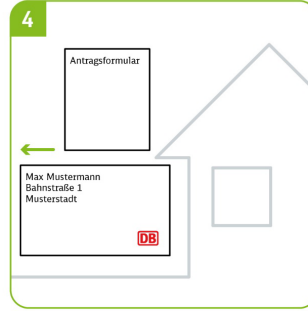 4
Antragsformular
Max Mustermann
Bahnstraße 1
Musterstadt
DB